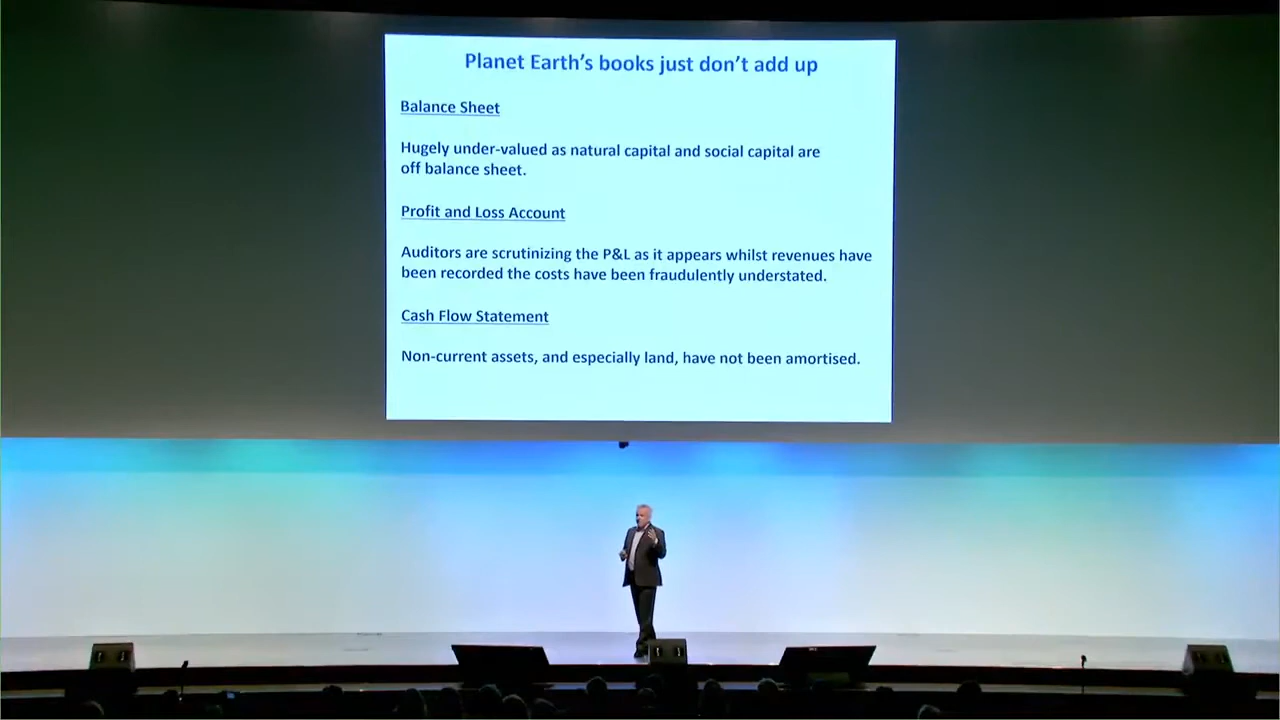 Planet Earth's books just don't add up
Balance Sheet
Hugely under-valued as natural capital and social capital are
off balance sheet.
Profit and Loss Account
Auditors are scrutinizing the P&L as it appears whilst revenues have
been recorded the costs have been fraudulently understated.
Cash Flow Statement
Non-current assets, and especially land, have not been amortised.